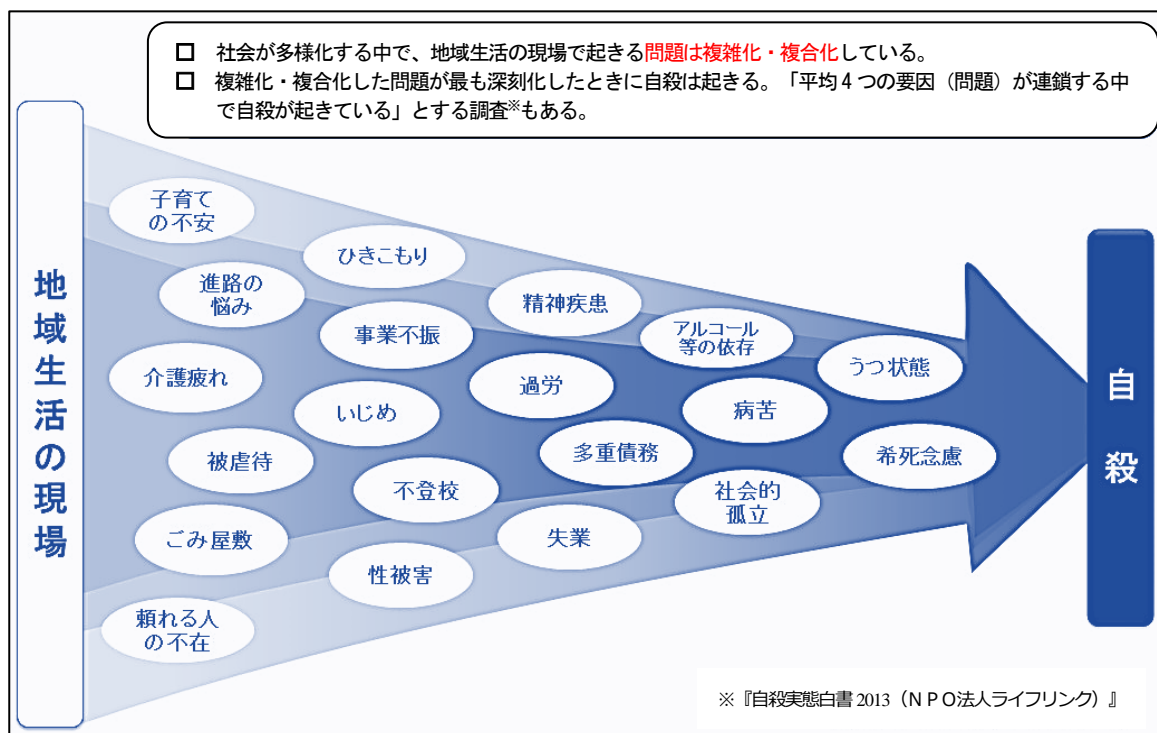 □ 社会が多様化する中で、地域生活の現場で起きる問題は複雑化・複合化している。
□ 複雑化・複合化した問題が最も深刻化したときに自殺は起きる。「平均4つの要因(問題)が連鎖する中
で自殺が起きている」とする調査※もある。
地域生活の現場
子育て
の不安
ひきこもり
進路の
悩み
精神疾患
事業不振
アルコール
等の依存
うつ状態
介護疲れ
過労
いじめ
病苦
被虐待
多重債務
希死念慮
不登校
社会的
孤立
ごみ屋敷
失業
性被害
頼れる人
の不在
自殺
※『自殺実態白書2013(NPO法人ライフリンク)』